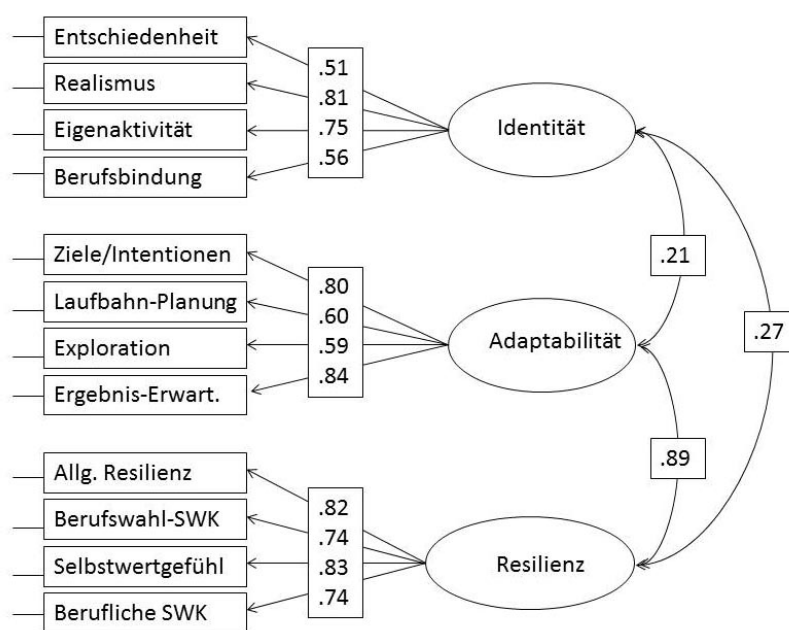 Entschiedenheit
Realismus
Eigenaktivität
Berufsbindung
.51
.81
.75
.56
Identität
Ziele/Intentionen
Laufbahn-Planung
Exploration
Ergebnis-Erwart.
.80
.60
.59
.84
Adaptabilität
.21
.27
Allg. Resilienz
Berufswahl-SWK
Selbstwertgefühl
Berufliche SWK
.82
.74
.83
.74
Resilienz
.89